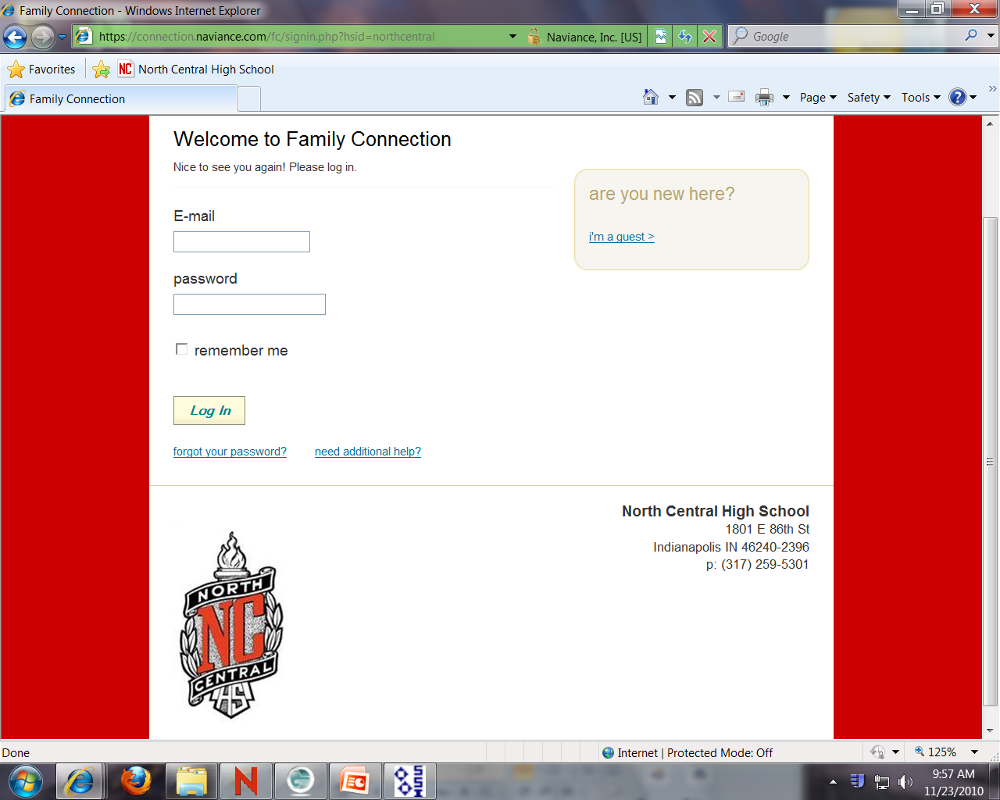 Family Connection - Windows Internet Explorer
https://connection.naviance.com/fc/signin.php?hsid=northcentral
Naviance, Inc. [US]
Google
Favorites
NC North Central High School
Family Connection
Page
Safety
Tools
Welcome to Family Connection
Nice to see you again! Please log in.
are you new here?
i'm a guest >
E-mail
password
remember me
Log In
forgot your password?
need additional help?
North Central High School
1801 E 86th St
Indianapolis IN 46240-2396
p: (317) 259-5301
NORTH
NC
CENTRAL
HS
Done
Internet | Protected Mode: Off
125%
N
SSI
9:57 AM
11/23/2010